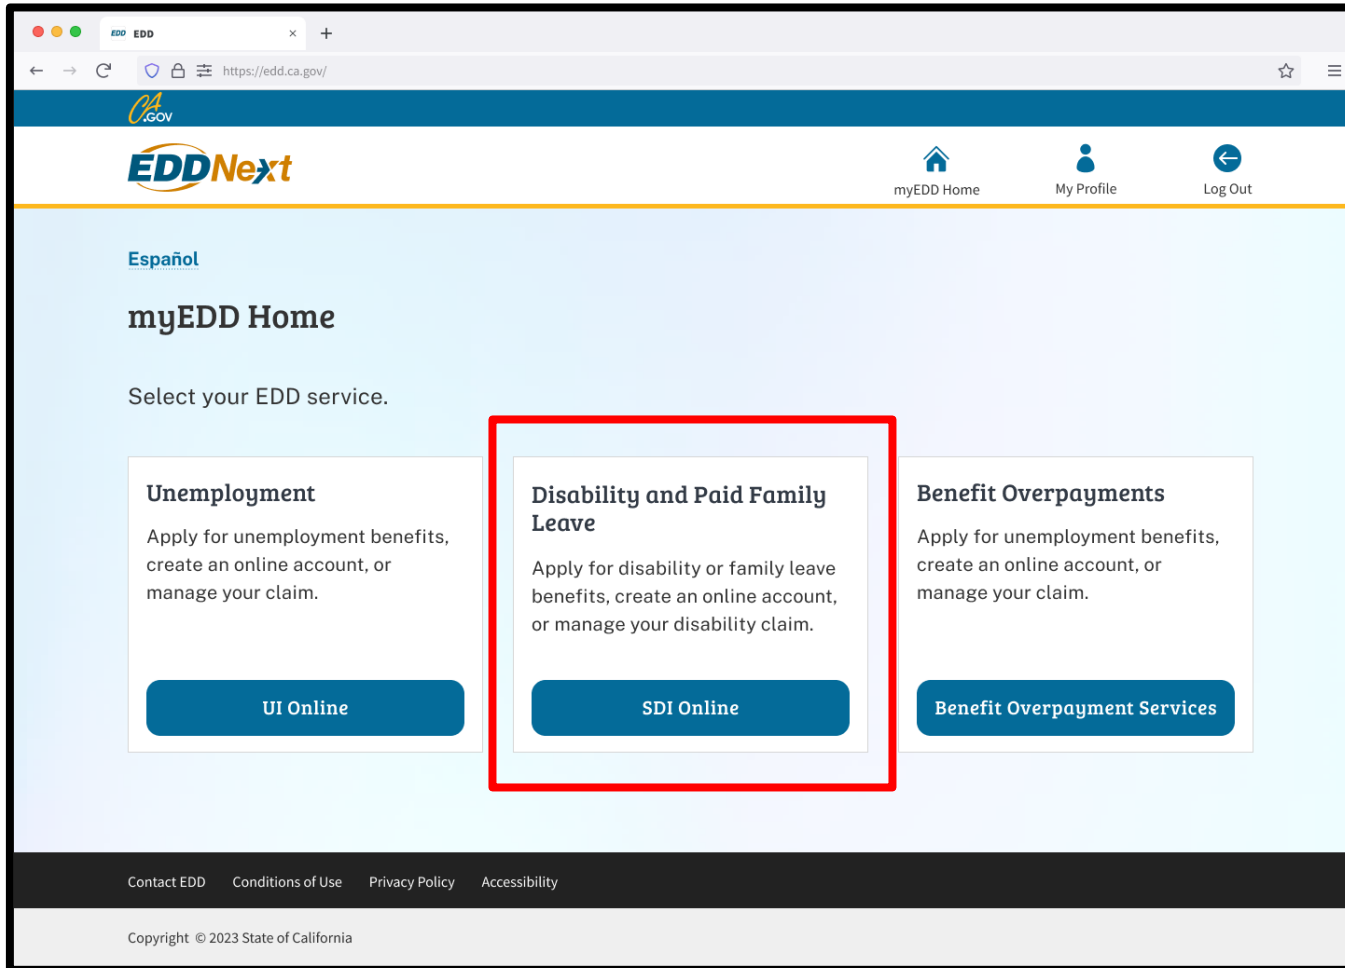 EDD EDD
https://edd.ca.gov/
CA.GOV
EDDNext
myEDD Home
My Profile
Log Out
Español
myEDD Home
Select your EDD service.
Unemployment
Apply for unemployment benefits,
create an online account, or
manage your claim.
UI Online
Disability and Paid Family
Leave
Apply for disability or family leave
benefits, create an online account,
or manage your disability claim.
SDI Online
Benefit Overpayments
Apply for unemployment benefits,
create an online account, or
manage your claim.
Benefit Overpayment Services
Contact EDD Conditions of Use Privacy Policy Accessibility
Copyright © 2023 State of California